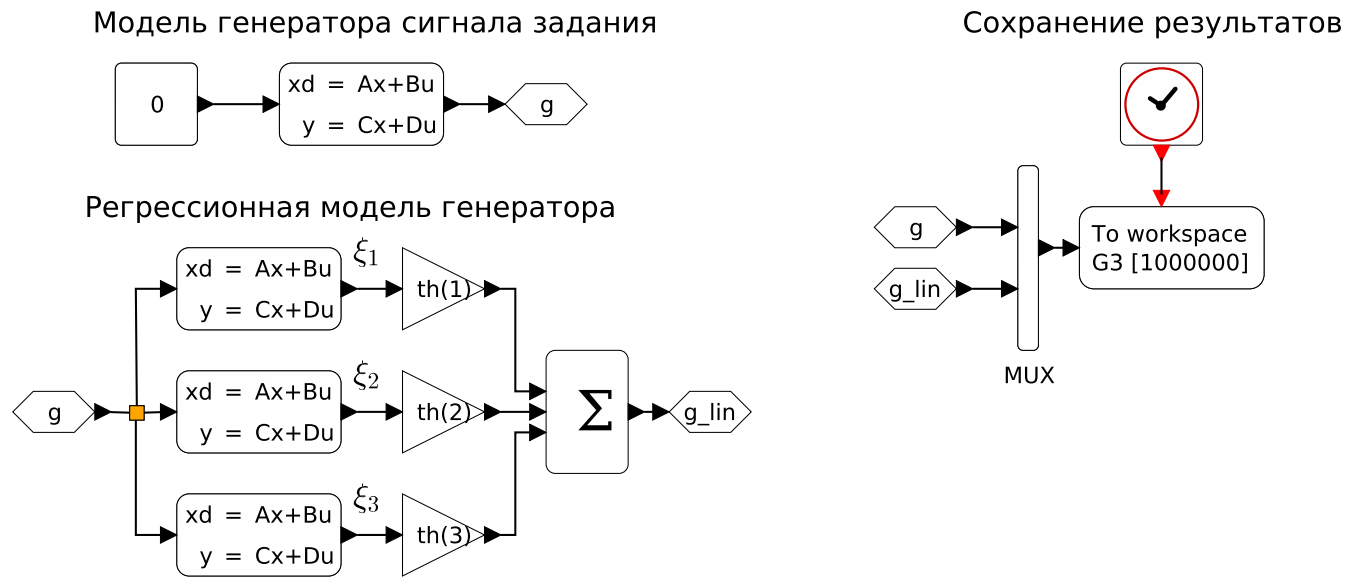 Модель генератора сигнала задания
0
xd = Ax+Bu
y = Cx+Du
g
Регрессионная модель генератора
xd = Ax+Bu
y = Cx+Du
ξ1
th(1)
g
xd = Ax+Bu
y = Cx+Du
ξ2
th(2)
Σ
g_lin
xd = Ax+Bu
y = Cx+Du
ξ3
th(3)
Сохранение результатов
g
g_lin
MUX
To workspace
G3 [1000000]